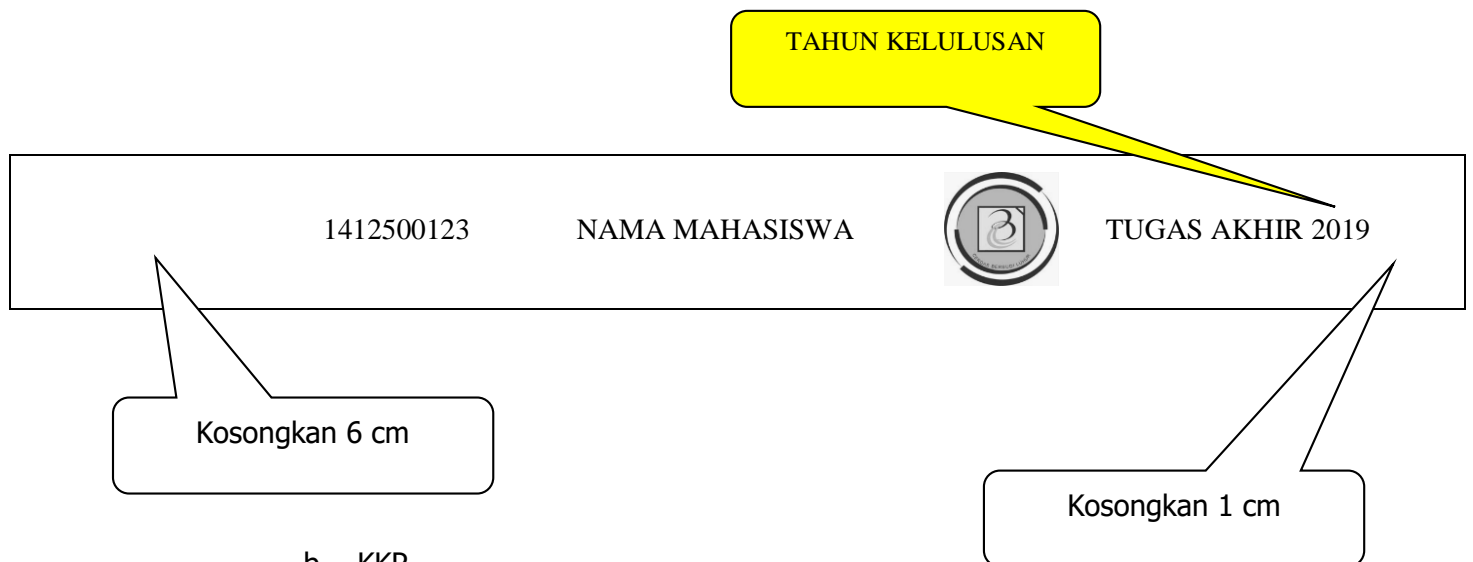 TAHUN KELULUSAN
1412500123 NAMA MAHASISWA TUGAS AKHIR 2019
Kosongkan 6 cm
Kosongkan 1 cm